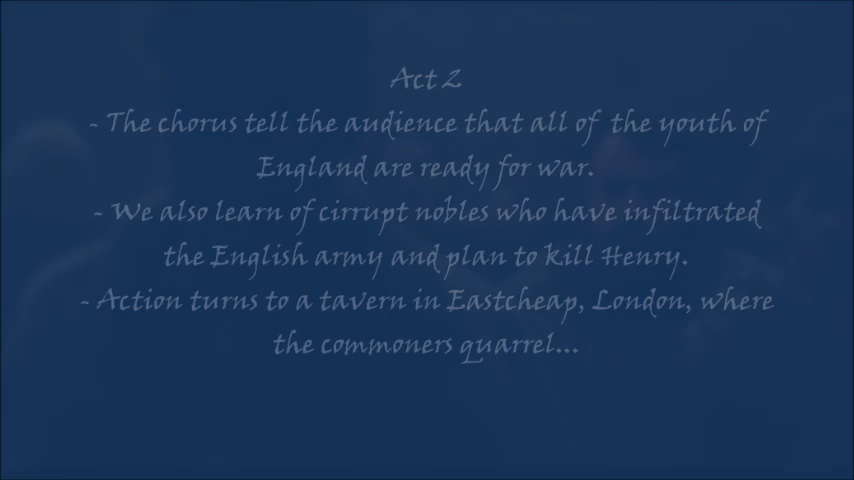 Act 2
- The chorus tell the audience that all of the youth of
England are ready for war.
- We also learn of cirrupt nobles who have infiltrated
the English army and plan to kill Henry.
- Action turns to a tavern in Eastcheap, London, where
the commoners quarrel...